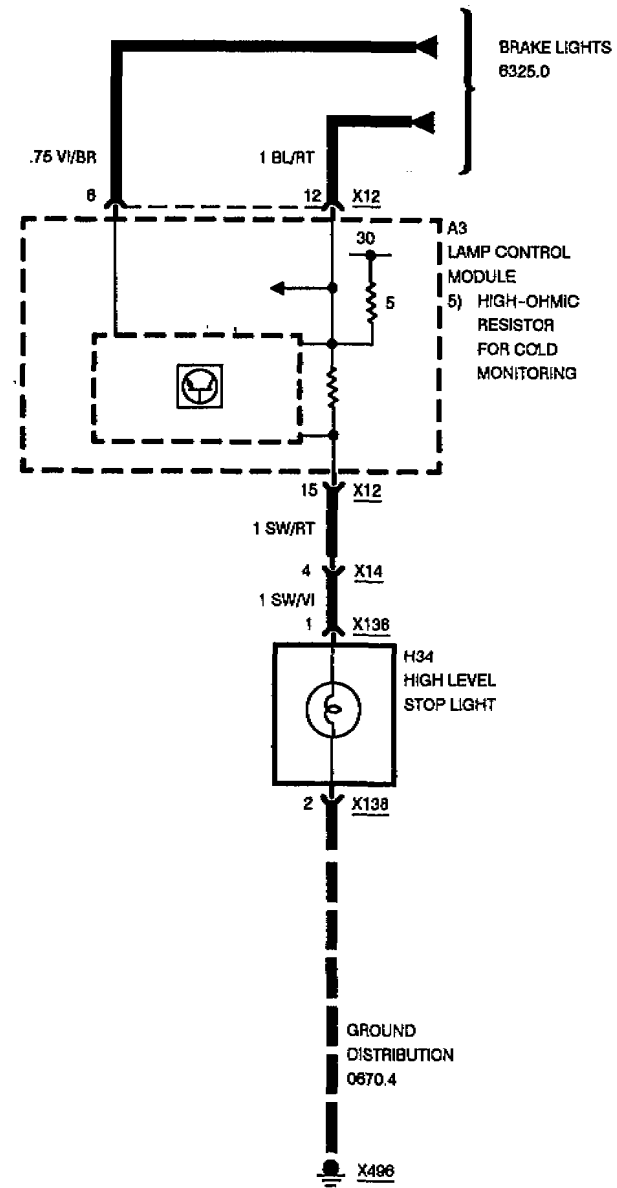 BRAKE LIGHTS
6325.0
.75 VI/BR
1 BL/RT
6
12
X12
A3
LAMP CONTROL
MODULE
5) HIGH-OHMIC
RESISTOR
FOR COLD
MONITORING
30
5
15
X12
1 SW/RT
4
X14
1 SW/VI
1
X138
H34
HIGH LEVEL
STOP LIGHT
2
X138
GROUND
DISTRIBUTION
0670.4
X496